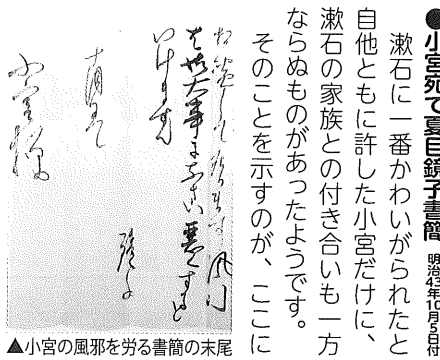 ●小宮宛て夏目鏡子書簡 明治43年10月5日付
漱石に一番かわいがられたと
自他ともに許した小宮だけに、
漱石の家族との付き合いも一方
ならぬものがあったようです。
そのことを示すのが、ここに
いけます
鏡子
小宮様
▲小宮の風邪を労る書簡の末尾